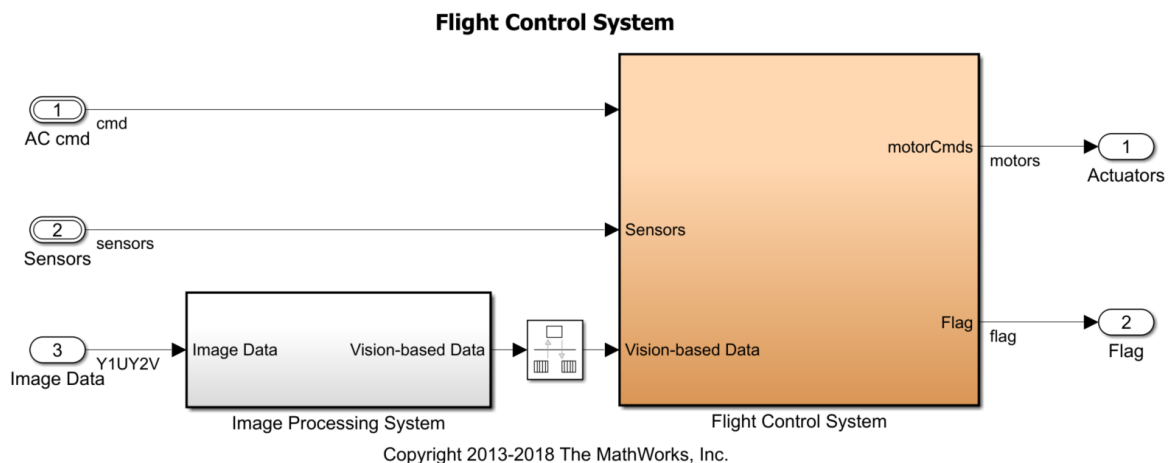 Flight Control System
1
cmd
AC cmd
motorCmds
motors
1
Actuators
2
sensors
Sensors
Sensors
3
Y1UY2V
Image Data
Image Data
Vision-based Data
Vision-based Data
Flag
flag
2
Flag
Image Processing System
Flight Control System
Copyright 2013-2018 The MathWorks, Inc.